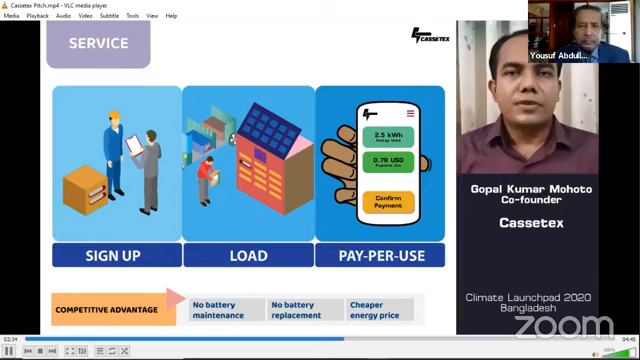 Cassetex Pitch.mp4 - VLC media player
Media Playback Audio Video Subtitle Tools View Help
SERVICE
CASSETEX
Yousuf Abdull...
2.5 kWh
Energy Used
0.79 USD
Payment Due
Confirm
Payment
SIGN UP
LOAD
PAY-PER-USE
COMPETITIVE ADVANTAGE
No battery
maintenance
No battery
replacement
Cheaper
energy price
Gopal Kumar Mohoto
Co-founder
Cassetex
Climate Launchpad 2020
Bangladesh
zoom
02:34
04:49